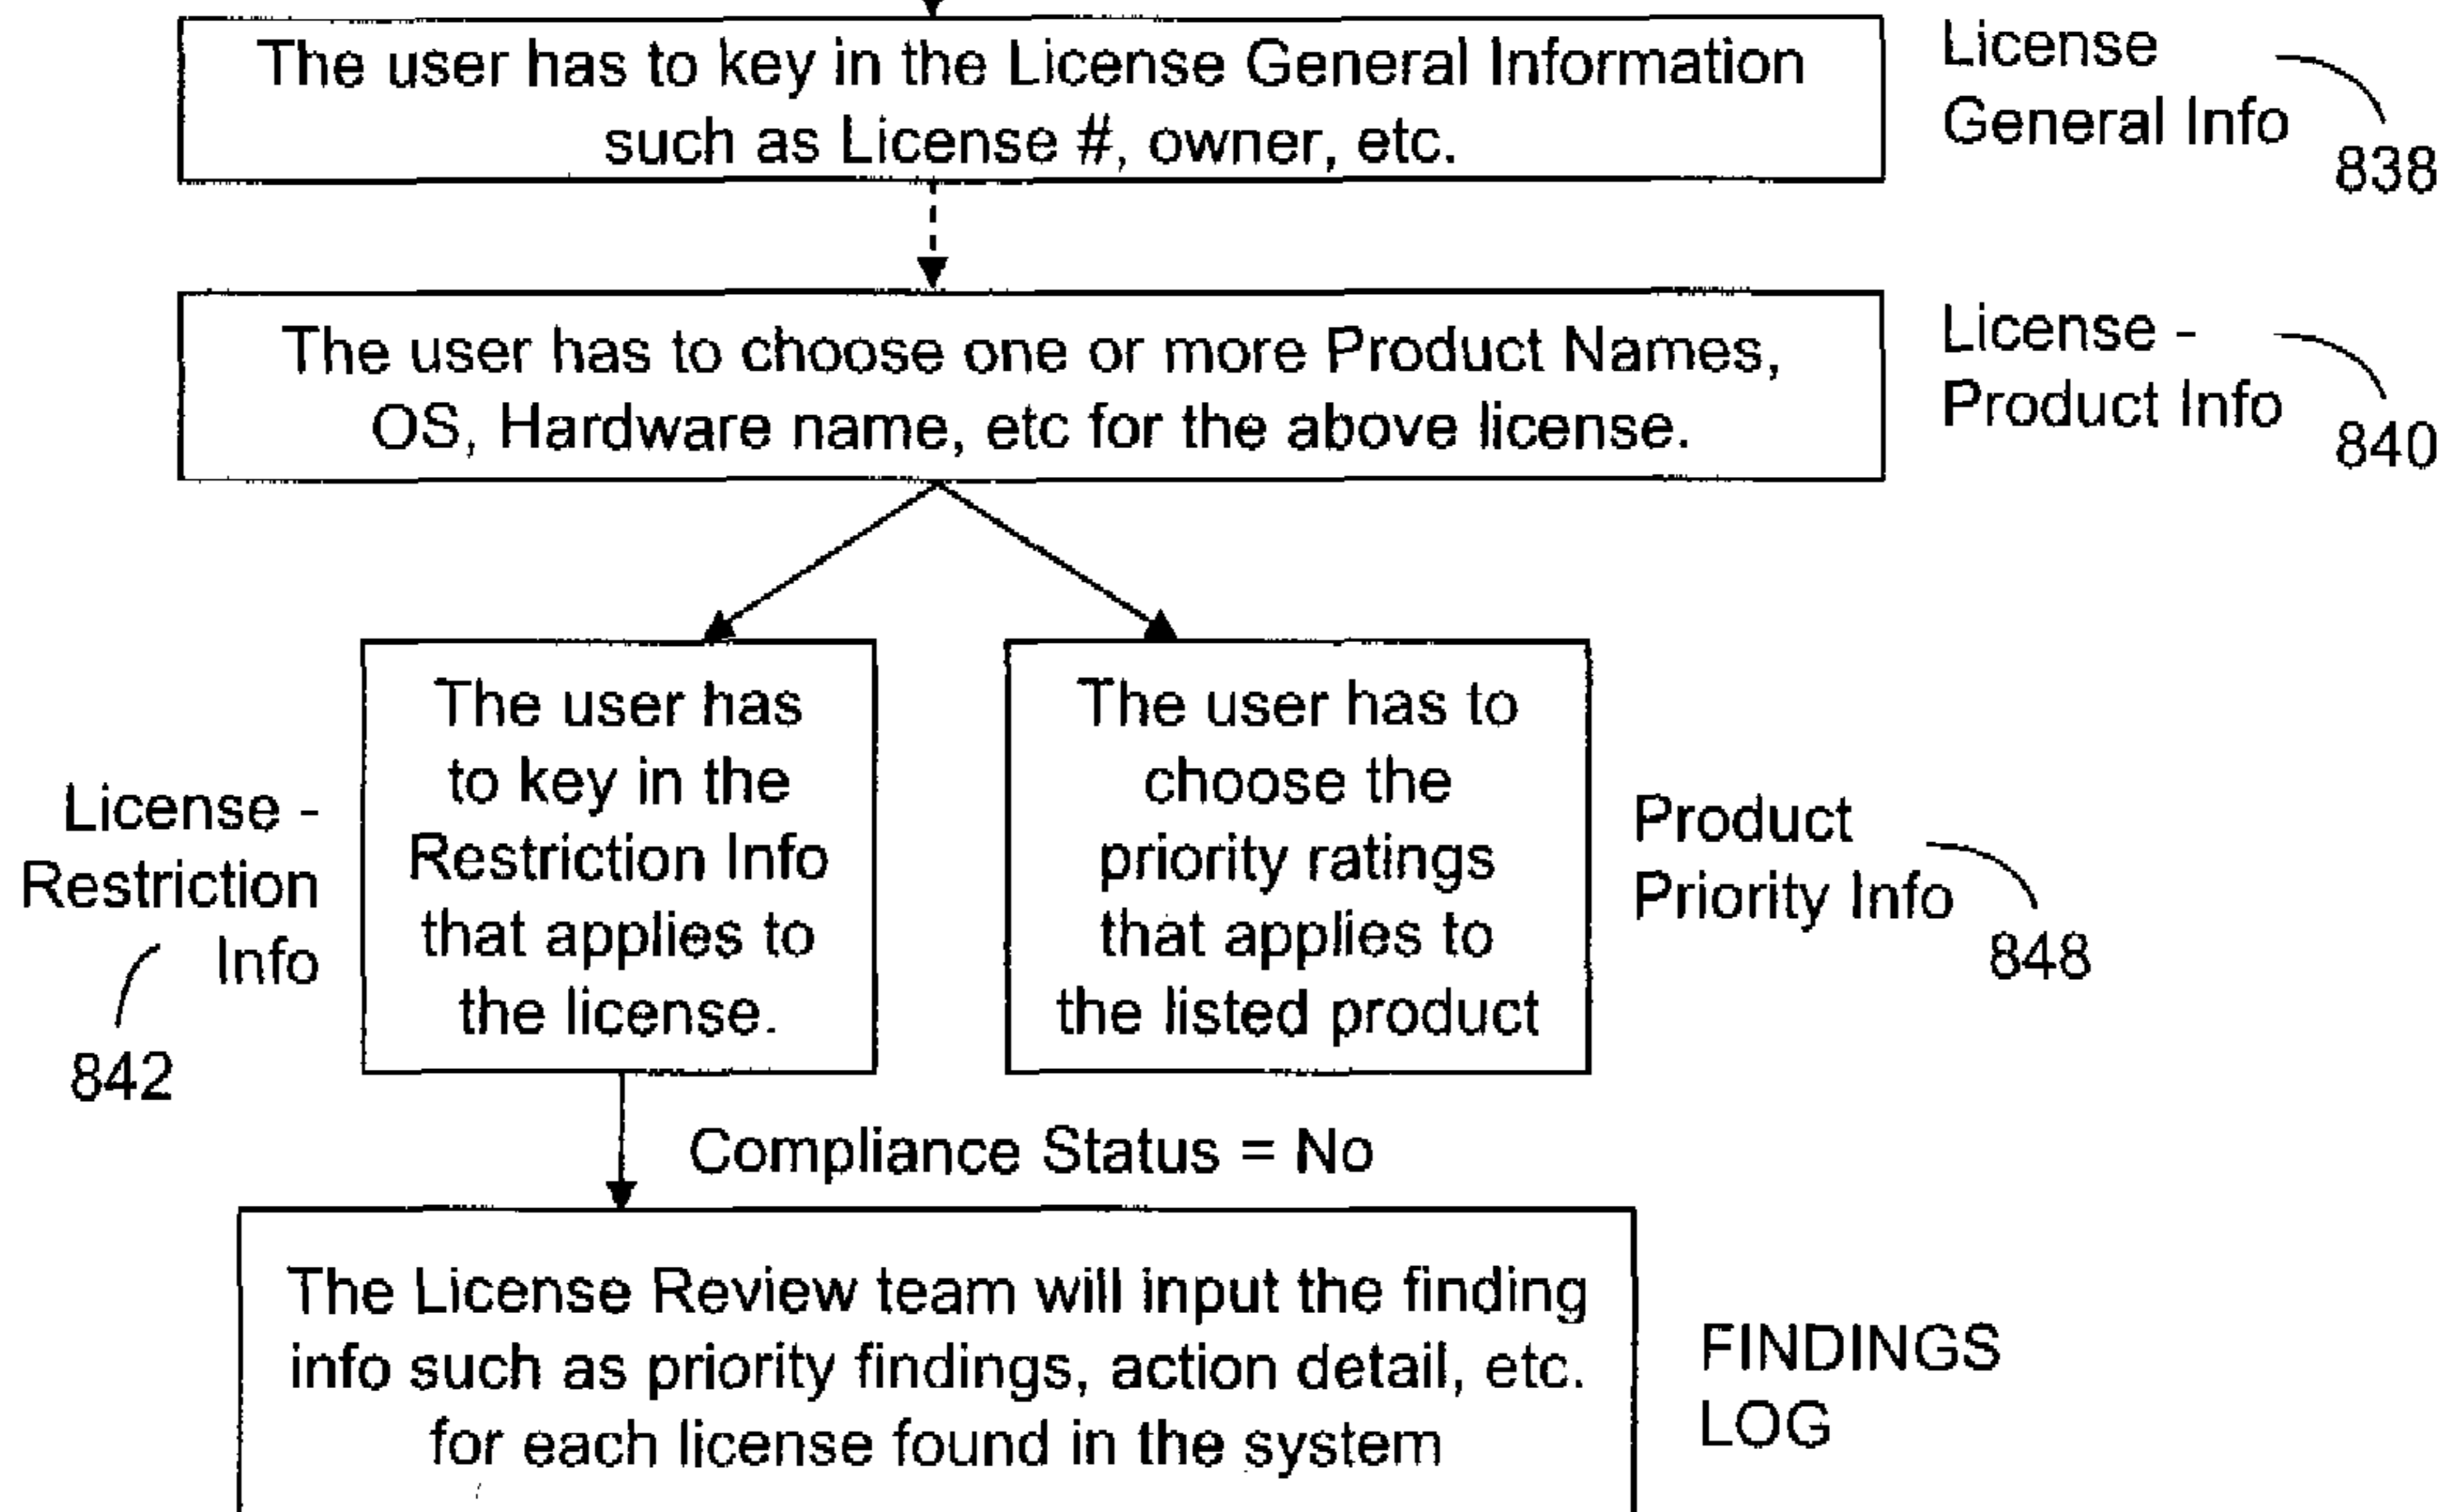 The user has to key in the License General Information
such as License #, owner, etc.
License
General Info
838
The user has to choose one or more Product Names,
OS, Hardware name, etc for the above license.
License -
Product Info
840
License -
Restriction
Info
842
The user has
to key in the
Restriction Info
that applies to
the license.
The user has to
choose the
priority ratings
that applies to
the listed product
Product
Priority Info
848
Compliance Status = No
The License Review team will input the finding
info such as priority findings, action detail, etc.
for each license found in the system
FINDINGS
LOG